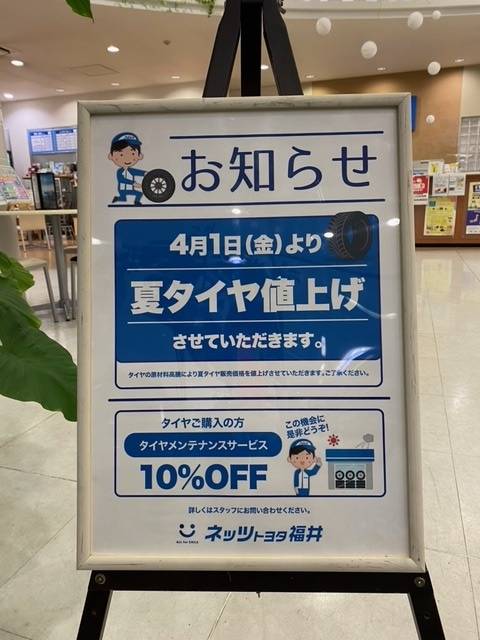 お知らせ
4月1日(金)より
夏タイヤ値上げ
させていただきます。
タイヤの原材料高騰により夏タイヤ販売価格を値上げさせていただきます。ご了承ください。
タイヤご購入の方
タイヤメンテナンスサービス
10%OFF
この機会に
是非どうぞ!
詳しくはスタッフにお問い合わせください。
ネッツトヨタ福井